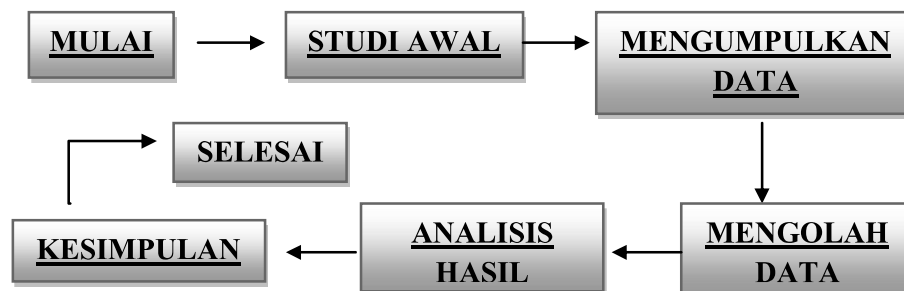 MULAI
STUDI AWAL
MENGUMPULKAN
DATA
MENGOLAH
DATA
ANALISIS
HASIL
KESIMPULAN
SELESAI